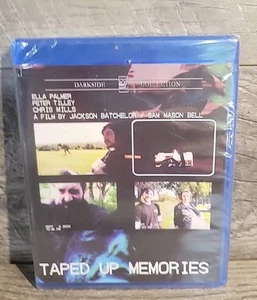 DARKSIDE COLLECTION
ELLA PALMER
PETER TILLEY
CHRIS MILLS
A FILM BY JACKSON BATCHELOR / SAM MASON BELL
TAPED UP MEMORIES